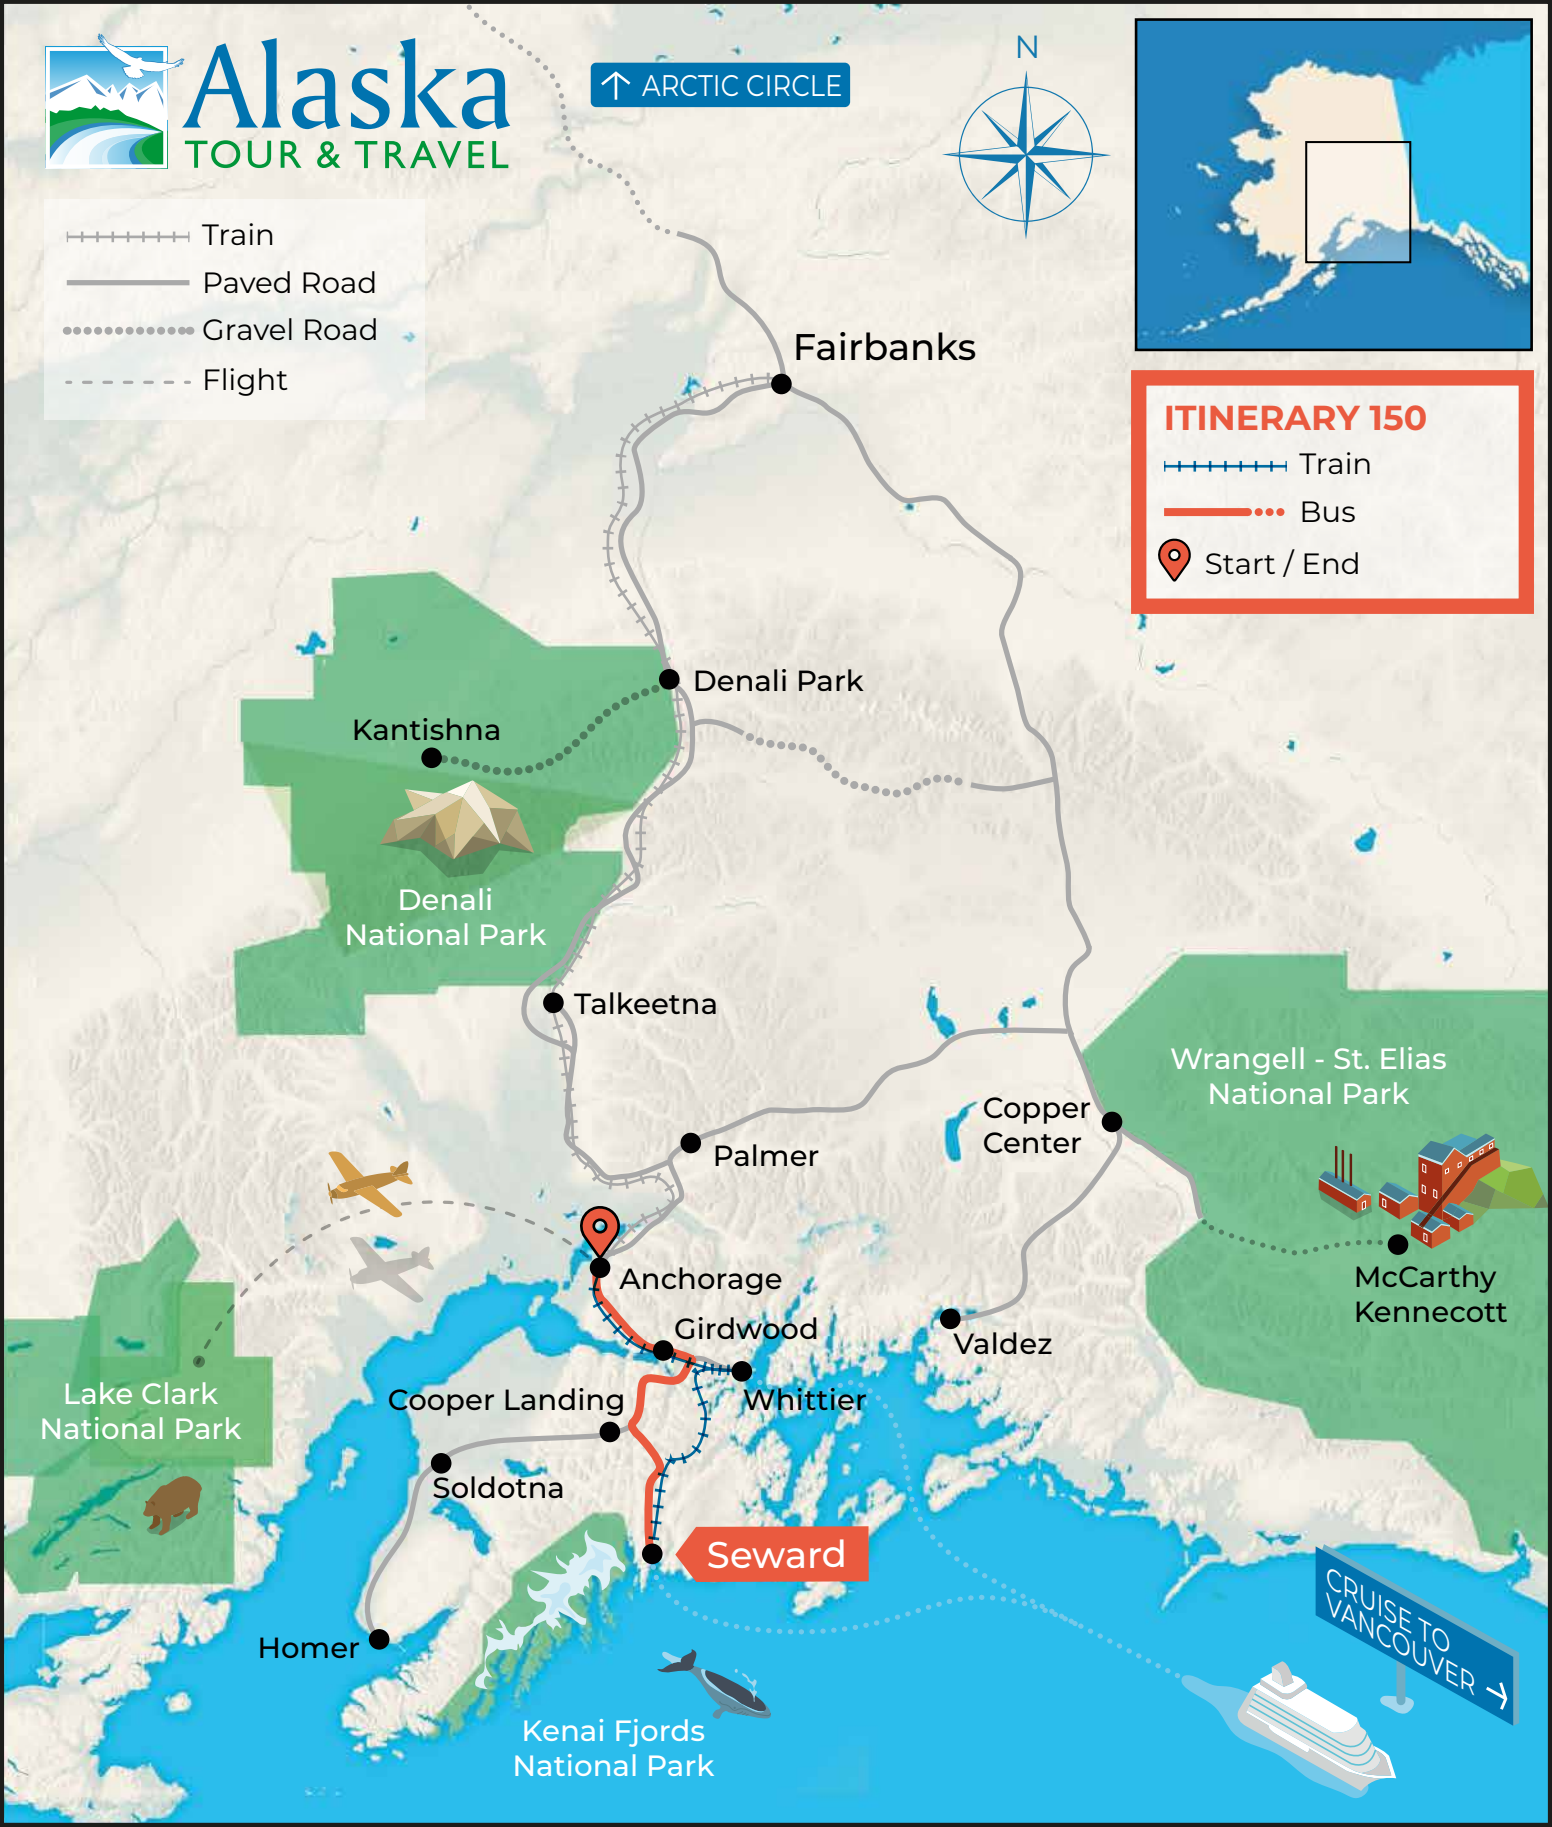 Alaska
TOUR & TRAVEL
↑ ARCTIC CIRCLE
N
Train
Paved Road
Gravel Road
Flight
ITINERARY 150
Train
Bus
Start / End
Fairbanks
Denali Park
Kantishna
Denali
National Park
Talkeetna
Wrangell - St. Elias
National Park
Copper
Center
Palmer
McCarthy
Kennecott
Anchorage
Girdwood
Valdez
Whittier
Cooper Landing
Lake Clark
National Park
Soldotna
Seward
Homer
Kenai Fjords
National Park
CRUISE TO
VANCOUVER →